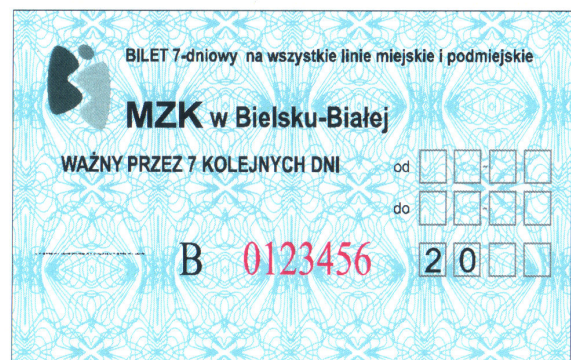 BILET 7-dniowy na wszystkie linie miejskie i podmiejskie
MZK w Bielsku-Białej
WAŻNY PRZEZ 7 KOLEJNYCH DNI
od - 
do - 
B 0123456 20